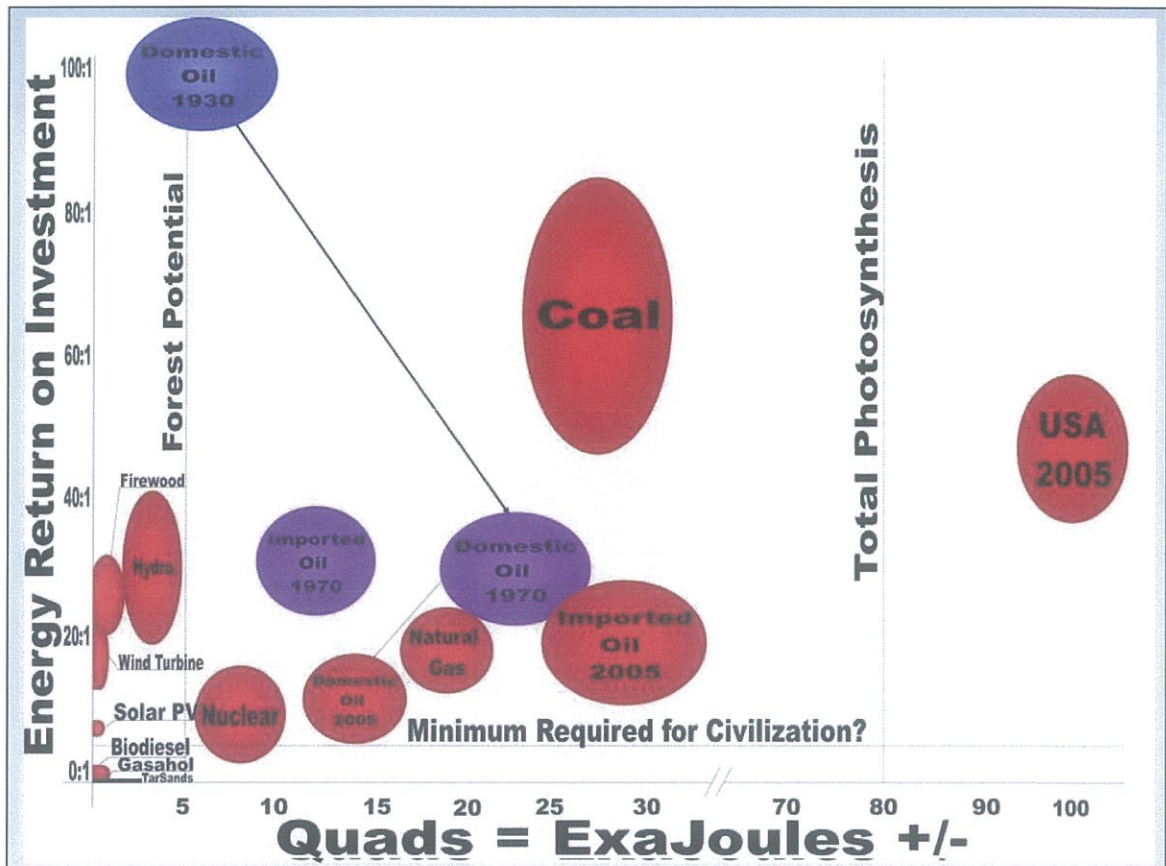 Energy Return on Investment
100:1
80:1
60:1
40:1
20:1
0:1
Domestic
Oil
1930
Forest Potential
Coal
Total Photosynthesis
USA
2005
Firewood
Hydro
Imported
Oil
1970
Domestic
Oil
1970
Imported
Oil
2005
Natural
Gas
Wind Turbine
Domestic
Oil
2005
Solar PV
Nuclear
Minimum Required for Civilization?
Biodiesel
Gasahol
TarSands
5 10 15 20 25 30 70 80 90 100
Quads = ExaJoules +/-